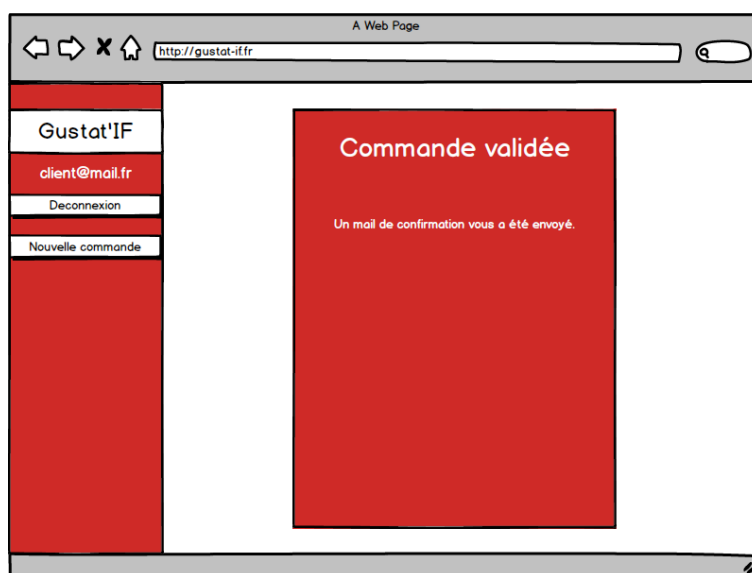 A Web Page
http://gustat-if.fr
Gustat'IF
client@mail.fr
Deconnexion
Nouvelle commande
Commande validée
Un mail de confirmation vous a été envoyé.